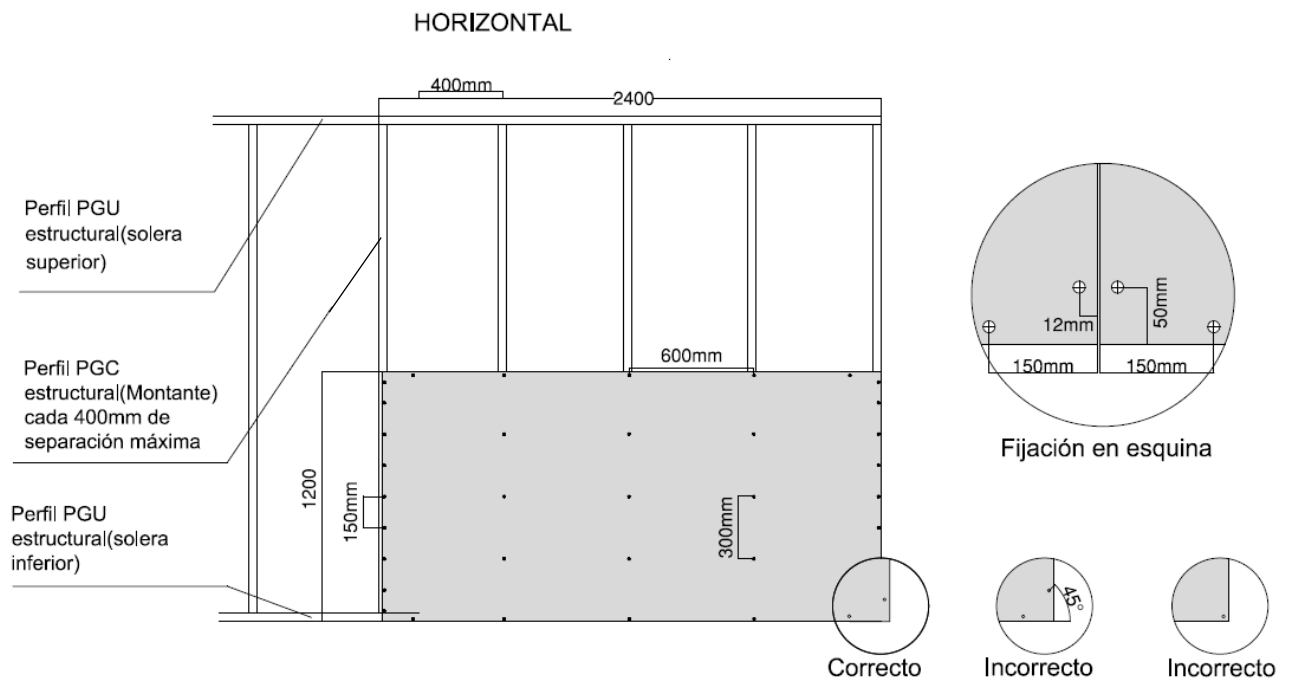 HORIZONTAL
400mm
2400
Perfil PGU
estructural(solera
superior)
Perfil PGC
estructural(Montante)
cada 400mm de
separación máxima
Perfil PGU
estructural(solera
inferior)
600mm
1200
150mm
300mm
12mm
50mm
150mm
150mm
Fijación en esquina
45°
Correcto
Incorrecto
Incorrecto